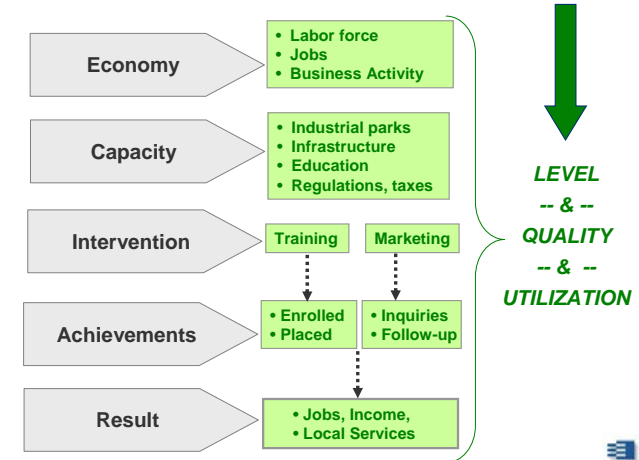 Economy
• Labor force
• Jobs
• Business Activity
Capacity
• Industrial parks
• Infrastructure
• Education
• Regulations, taxes
Intervention
Training
Marketing
Achievements
• Enrolled
• Placed
• Inquiries
• Follow-up
Result
• Jobs, Income,
• Local Services
LEVEL
-- & --
QUALITY
-- & --
UTILIZATION